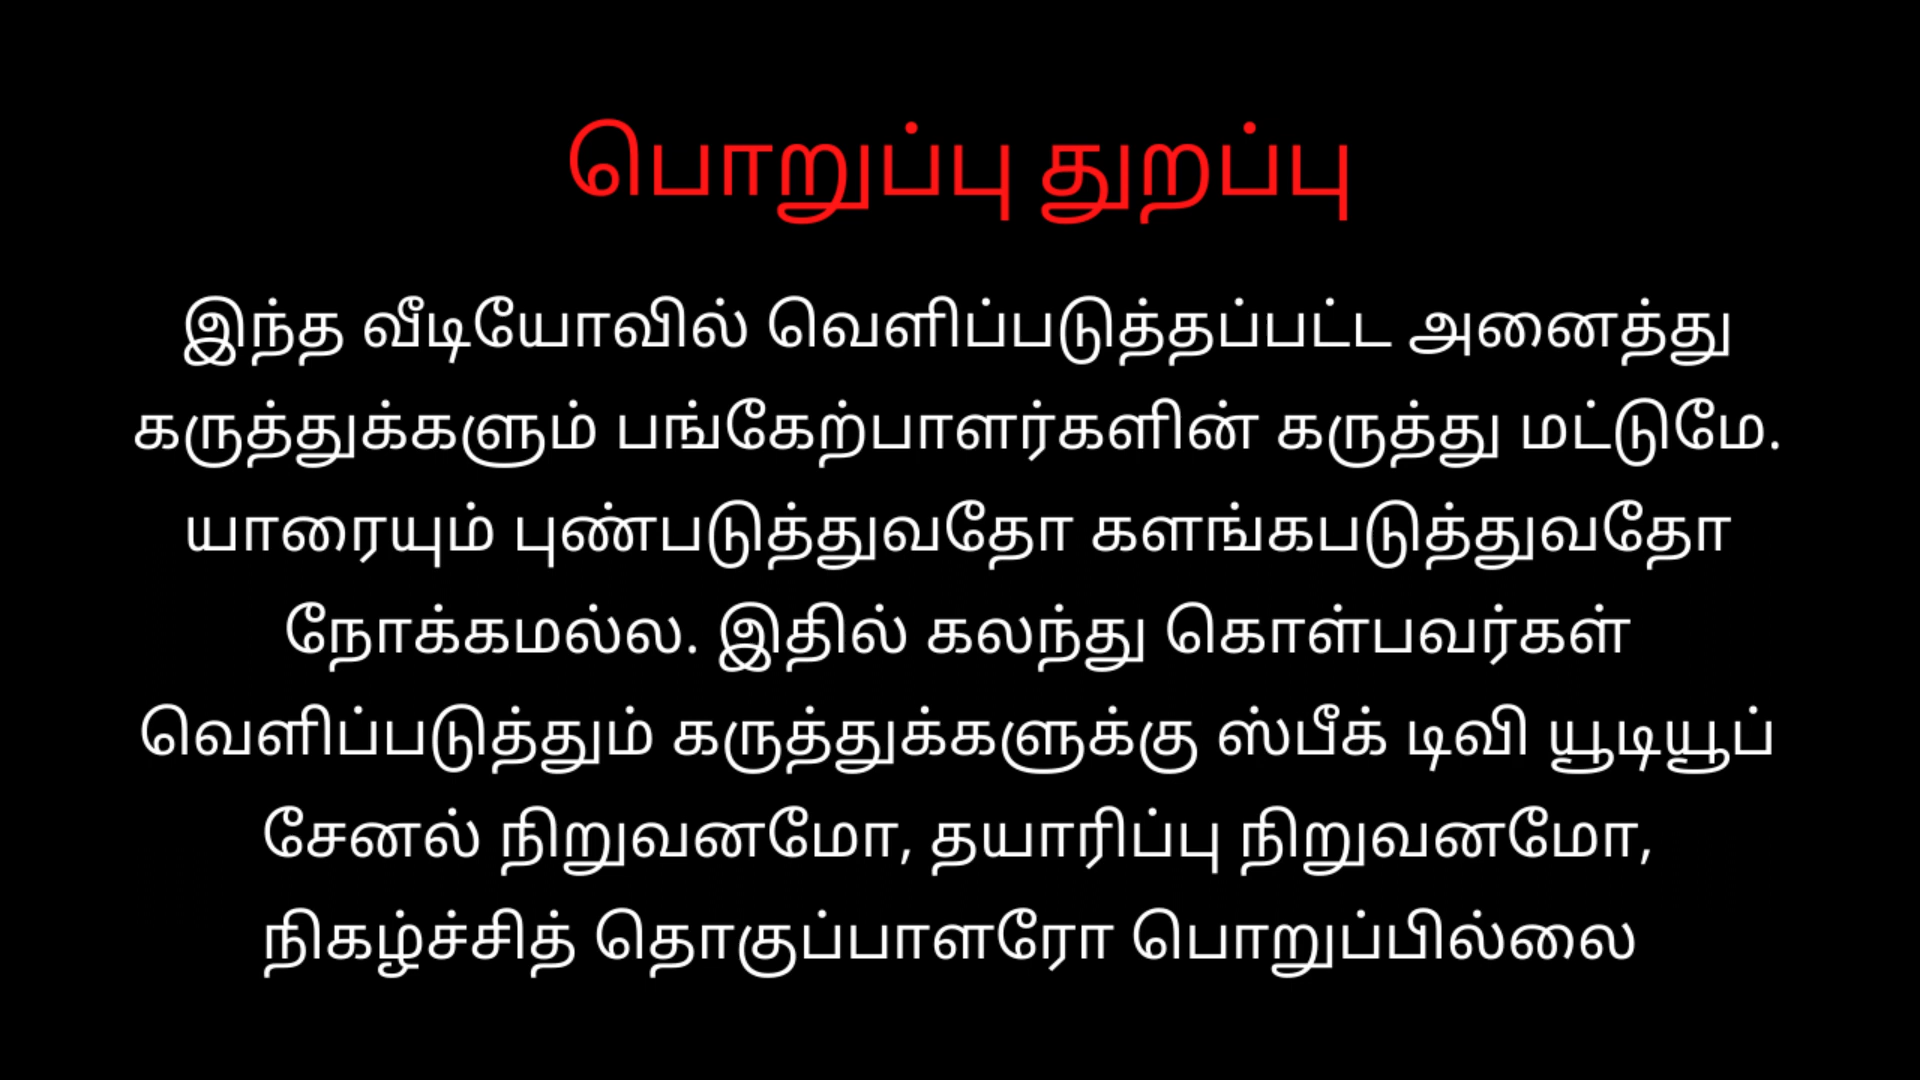 பொறுப்பு துறப்பு
இந்த வீடியோவில் வெளிப்படுத்தப்பட்ட அனைத்து
கருத்துக்களும் பங்கேற்பாளர்களின் கருத்து மட்டுமே.
யாரையும் புண்படுத்துவதோ களங்கபடுத்துவதோ
நோக்கமல்ல. இதில் கலந்து கொள்பவர்கள்
வெளிப்படுத்தும் கருத்துக்களுக்கு ஸ்பீக் டிவி யூடியூப்
சேனல் நிறுவனமோ, தயாரிப்பு நிறுவனமோ,
நிகழ்ச்சித் தொகுப்பாளரோ பொறுப்பில்லை